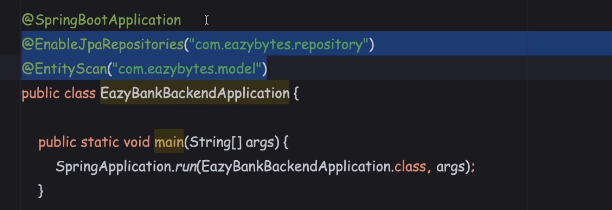 @SpringBootApplication
@EnableJpaRepositories("com.eazybytes.repository")
@EntityScan("com.eazybytes.model")
public class EazyBankBackendApplication {
public static void main(String[] args) {
SpringApplication.run(EazyBankBackendApplication.class, args);
}